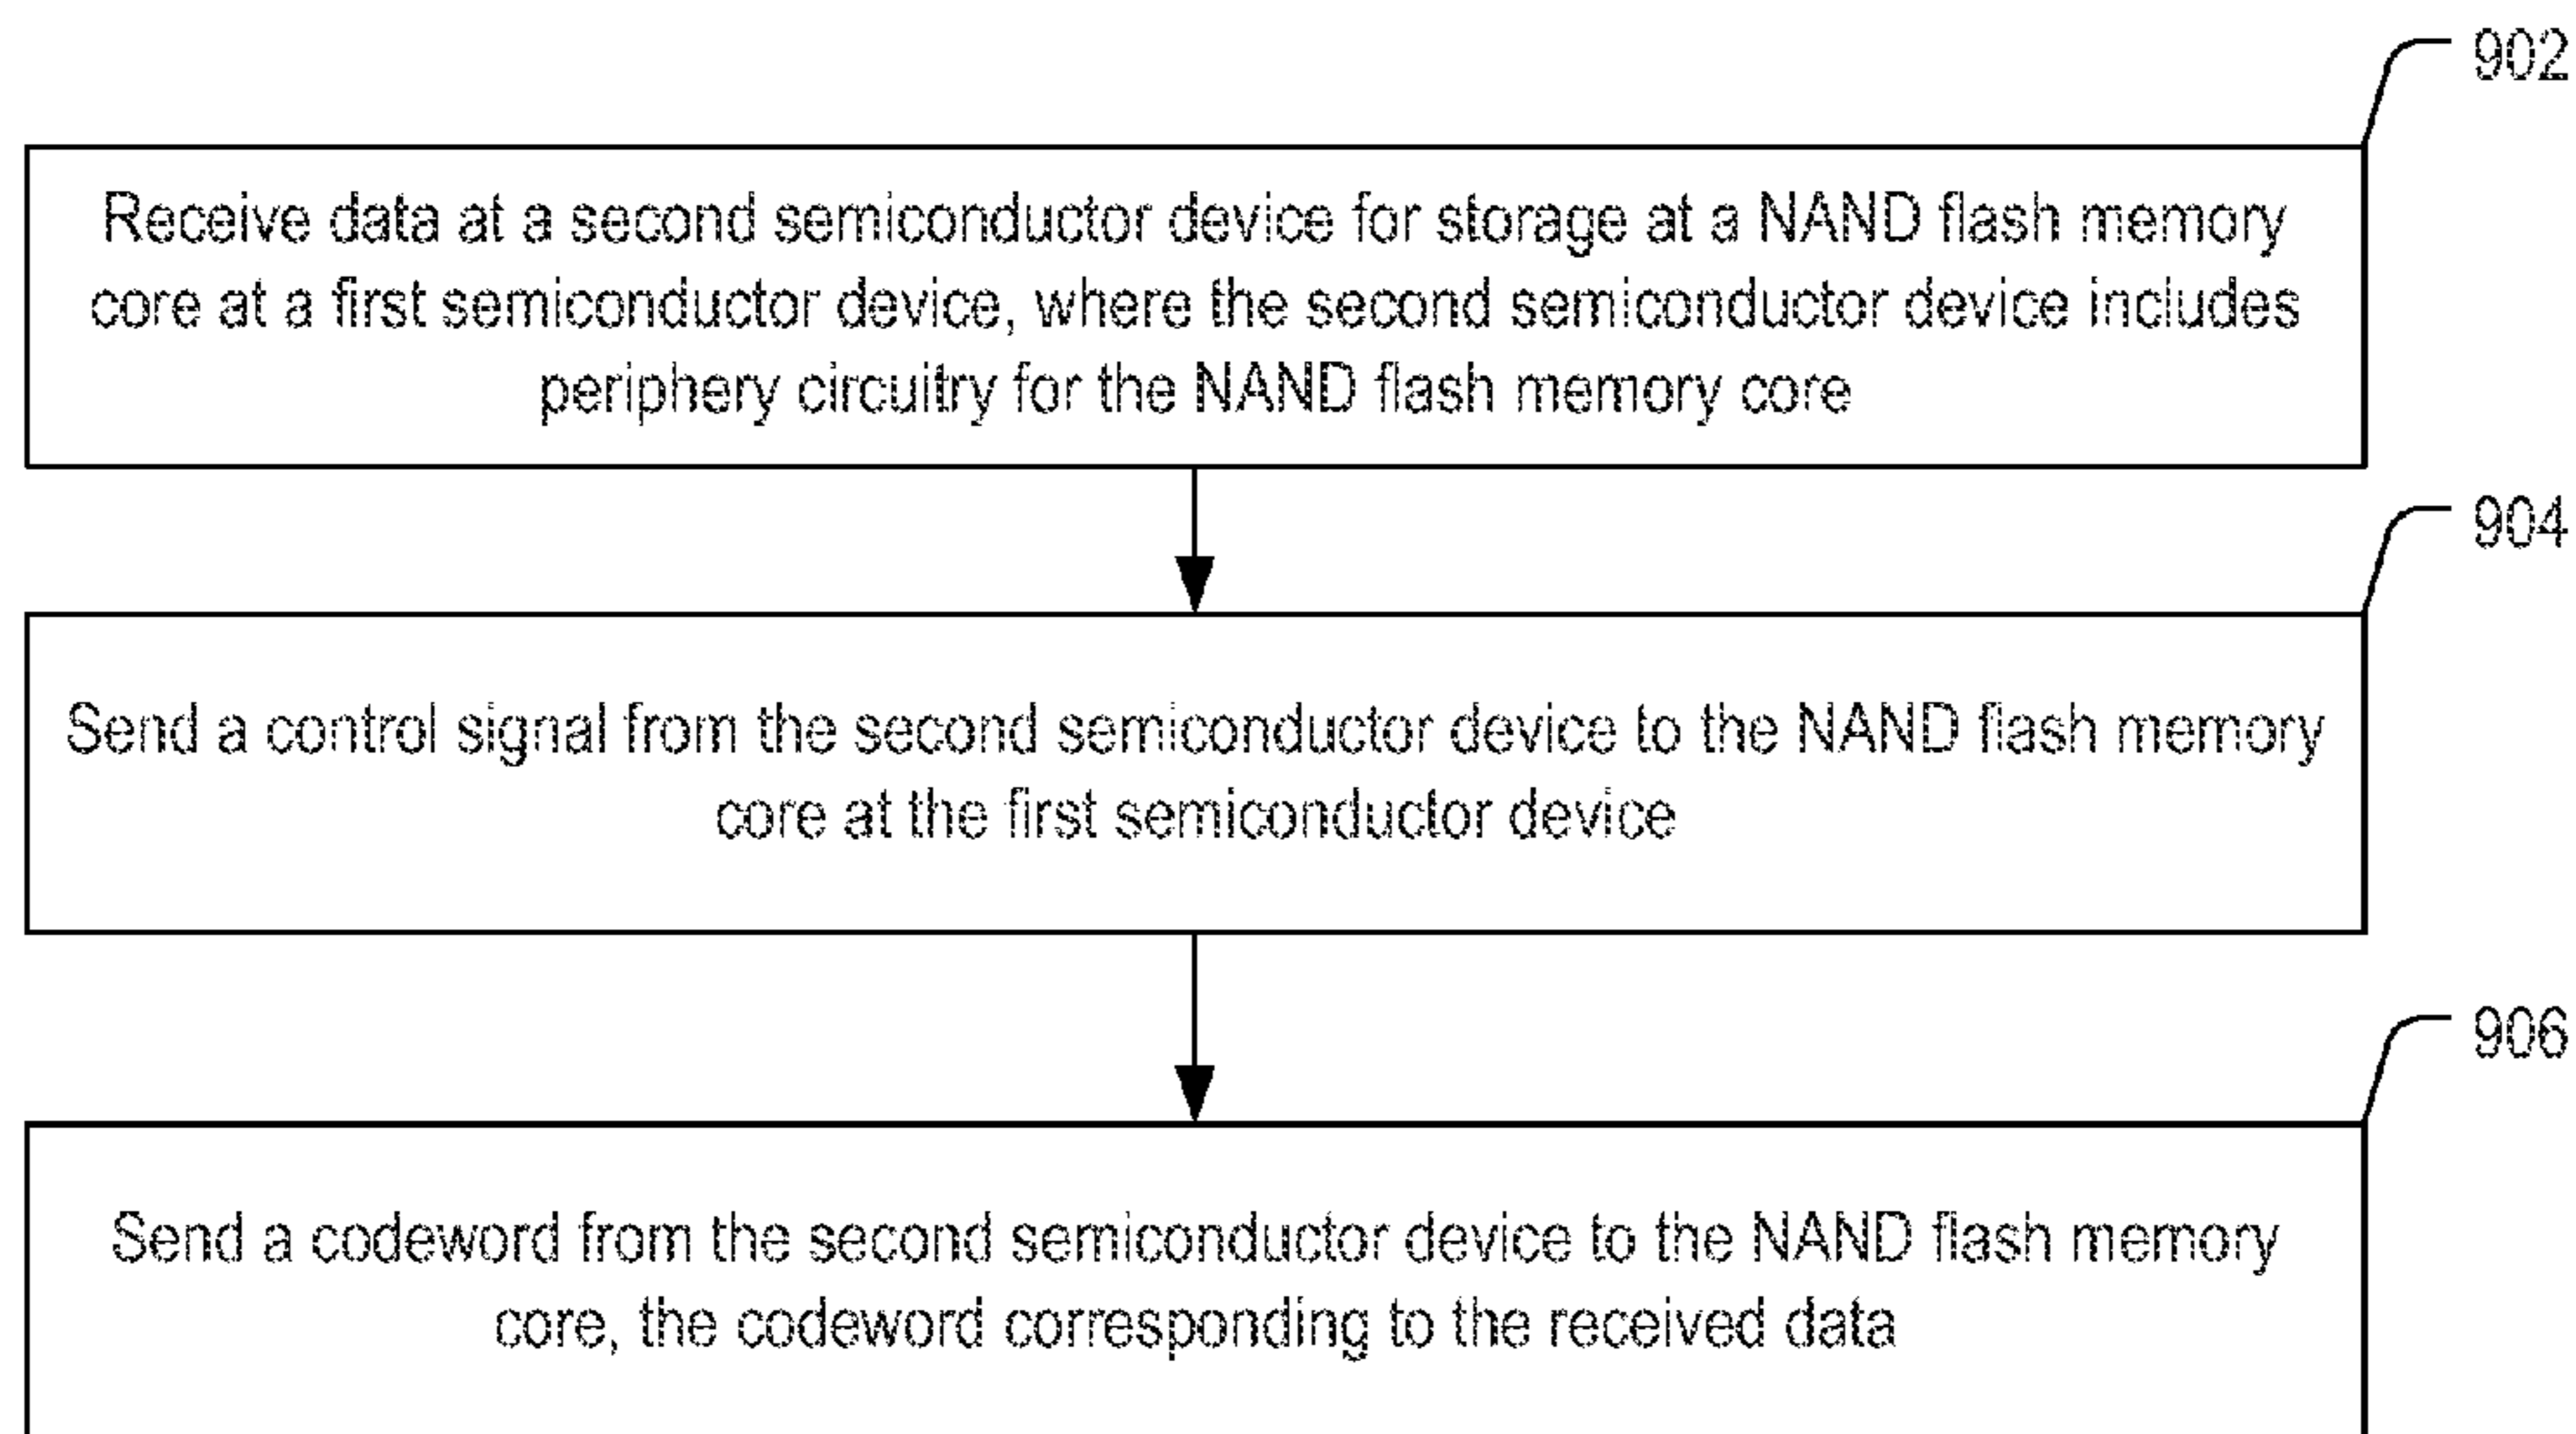 902
Receive data at a second semiconductor device for storage at a NAND flash memory
core at a first semiconductor device, where the second semiconductor device includes
periphery circuitry for the NAND flash memory core
904
Send a control signal from the second semiconductor device to the NAND flash memory
core at the first semiconductor device
906
Send a codeword from the second semiconductor device to the NAND flash memory
core, the codeword corresponding to the received data